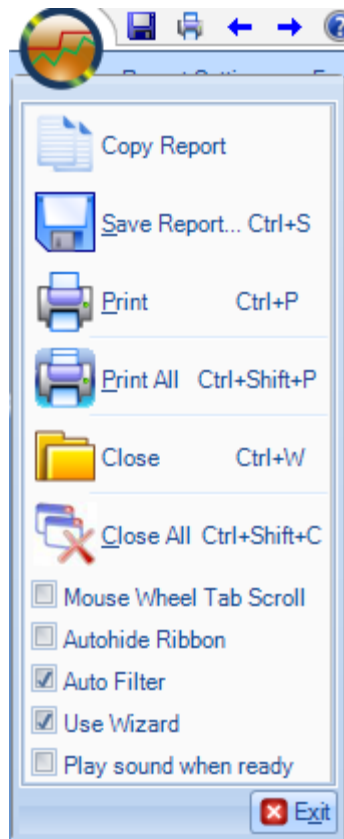 Copy Report
Save Report... Ctrl+S
Print Ctrl+P
Print All Ctrl+Shift+P
Close Ctrl+W
Close All Ctrl+Shift+C
Mouse Wheel Tab Scroll
Autohide Ribbon
Auto Filter
Use Wizard
Play sound when ready
Exit